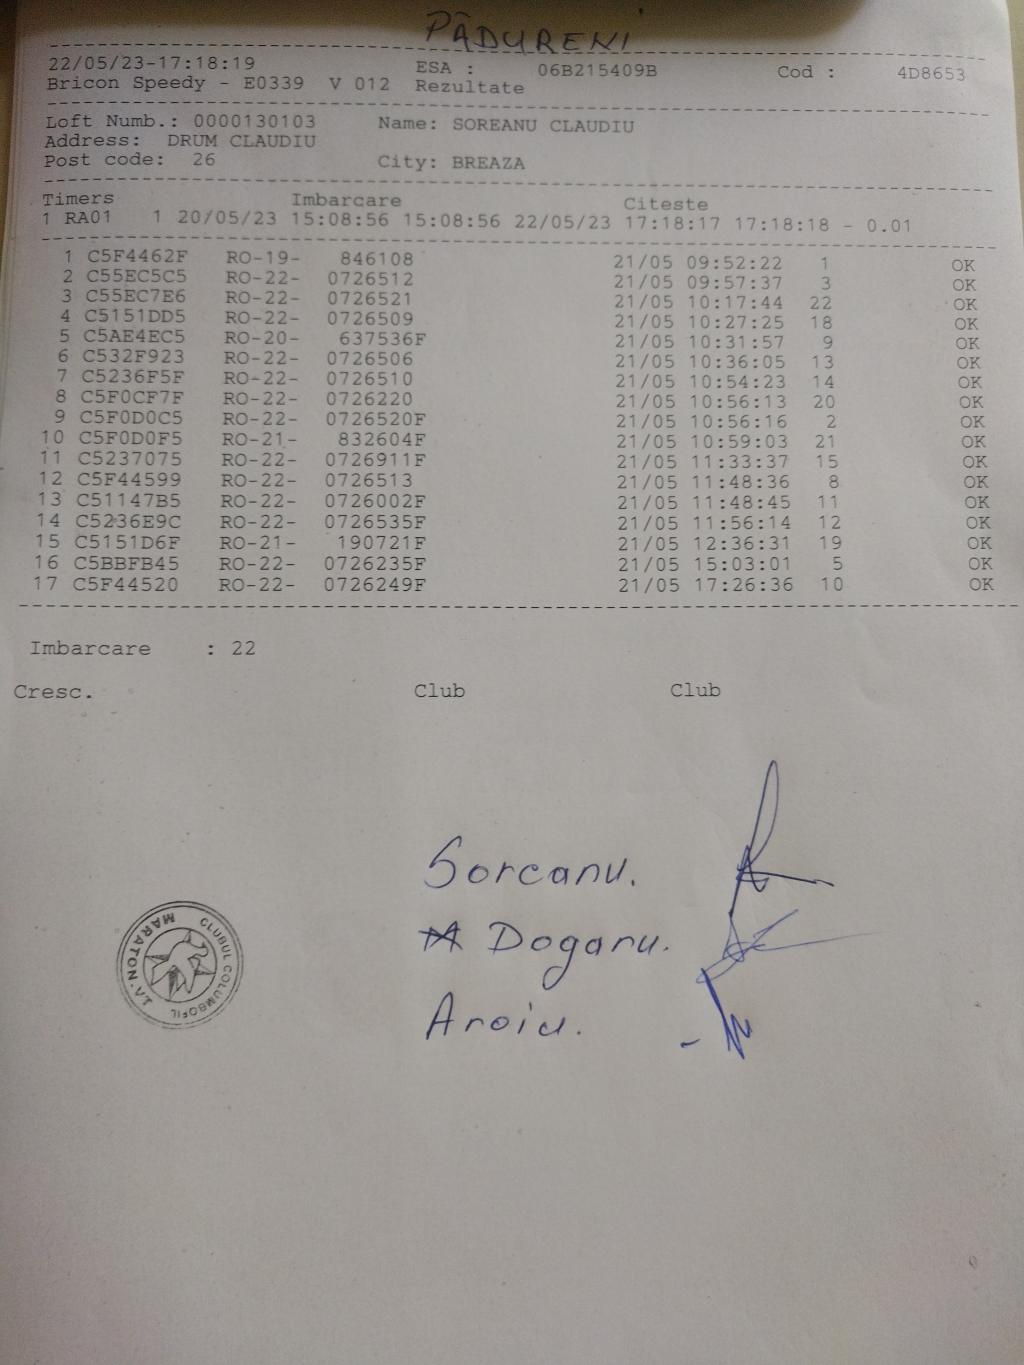 PĂDURENI
22/05/23-17:18:19 ESA : 06B215409B Cod : 4D8653
Bricon Speedy - E0339 V 012 Rezultate
Loft Numb.: 0000130103 Name: SOREANU CLAUDIU
Address: DRUM CLAUDIU
Post code: 26 City: BREAZA
Timers Imbarcare Citeste
1 RA01 1 20/05/23 15:08:56 15:08:56 22/05/23 17:18:17 17:18:18 - 0.01
1 C5F4462F RO-19- 846108 21/05 09:52:22 1 OK
2 C55EC5C5 RO-22- 0726512 21/05 09:57:37 3 OK
3 C55EC7E6 RO-22- 0726521 21/05 10:17:44 22 OK
4 C5151DD5 RO-22- 0726509 21/05 10:27:25 18 OK
5 C5AE4EC5 RO-20- 637536F 21/05 10:31:57 9 OK
6 C532F923 RO-22- 0726506 21/05 10:36:05 13 OK
7 C5236F5F RO-22- 0726510 21/05 10:54:23 14 OK
8 C5F0CF7F RO-22- 0726220 21/05 10:56:13 20 OK
9 C5F0D0C5 RO-22- 0726520F 21/05 10:56:16 2 OK
10 C5F0D0F5 RO-21- 832604F 21/05 10:59:03 21 OK
11 C5237075 RO-22- 0726911F 21/05 11:33:37 15 OK
12 C5F44599 RO-22- 0726513 21/05 11:48:36 8 OK
13 C51147B5 RO-22- 0726002F 21/05 11:48:45 11 OK
14 C5236E9C RO-22- 0726535F 21/05 11:56:14 12 OK
15 C5151D6F RO-21- 190721F 21/05 12:36:31 19 OK
16 C5BBFB45 RO-22- 0726235F 21/05 15:03:01 5 OK
17 C5F44520 RO-22- 0726249F 21/05 17:26:36 10 OK
Imbarcare : 22
Cresc. Club Club
Soreanu.
Dogaru.
Aroiu.
CLUBUL COLUMBOFIL
MARATON.VJ